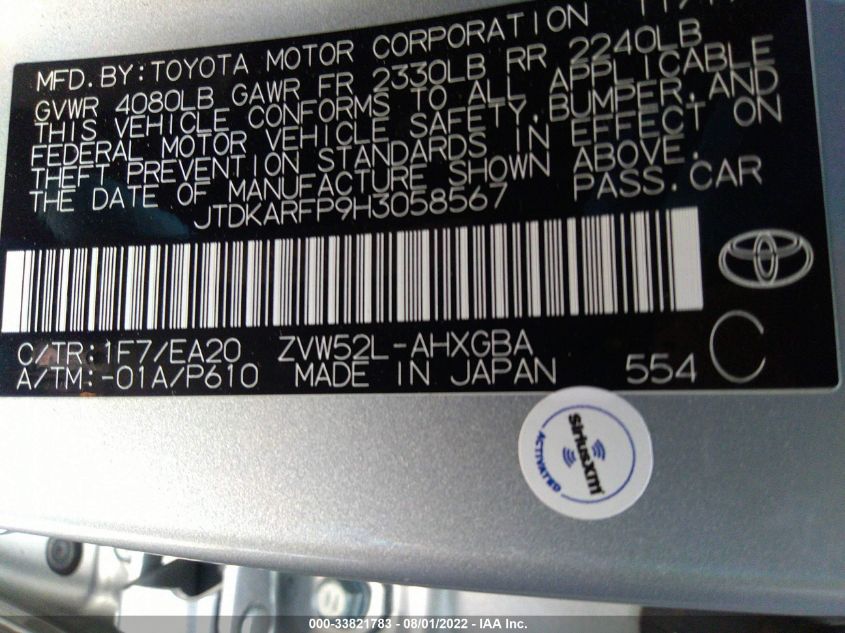 MFD. BY: TOYOTA MOTOR CORPORATION
GVWR 4080LB GAWR FR 2330LB RR 2240LB
THIS VEHICLE CONFORMS TO ALL APPLICABLE
FEDERAL MOTOR VEHICLE SAFETY, BUMPER, AND
THEFT PREVENTION STANDARDS IN EFFECT ON
THE DATE OF MANUFACTURE SHOWN ABOVE.
JTDKARFP9H3058567 PASS. CAR
C/TR: 1F7/EA20 ZVW52L-AHXGBA
A/TM: -01A/P610 MADE IN JAPAN 554 C
SiriusXM
ACTIVATED
000-33821783 - 08/01/2022 - IAA Inc.